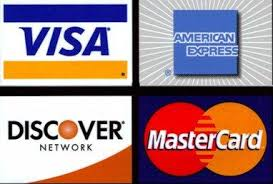 VISA
AMERICAN
EXPRESS
®
DISCOVER®
NETWORK
MasterCard